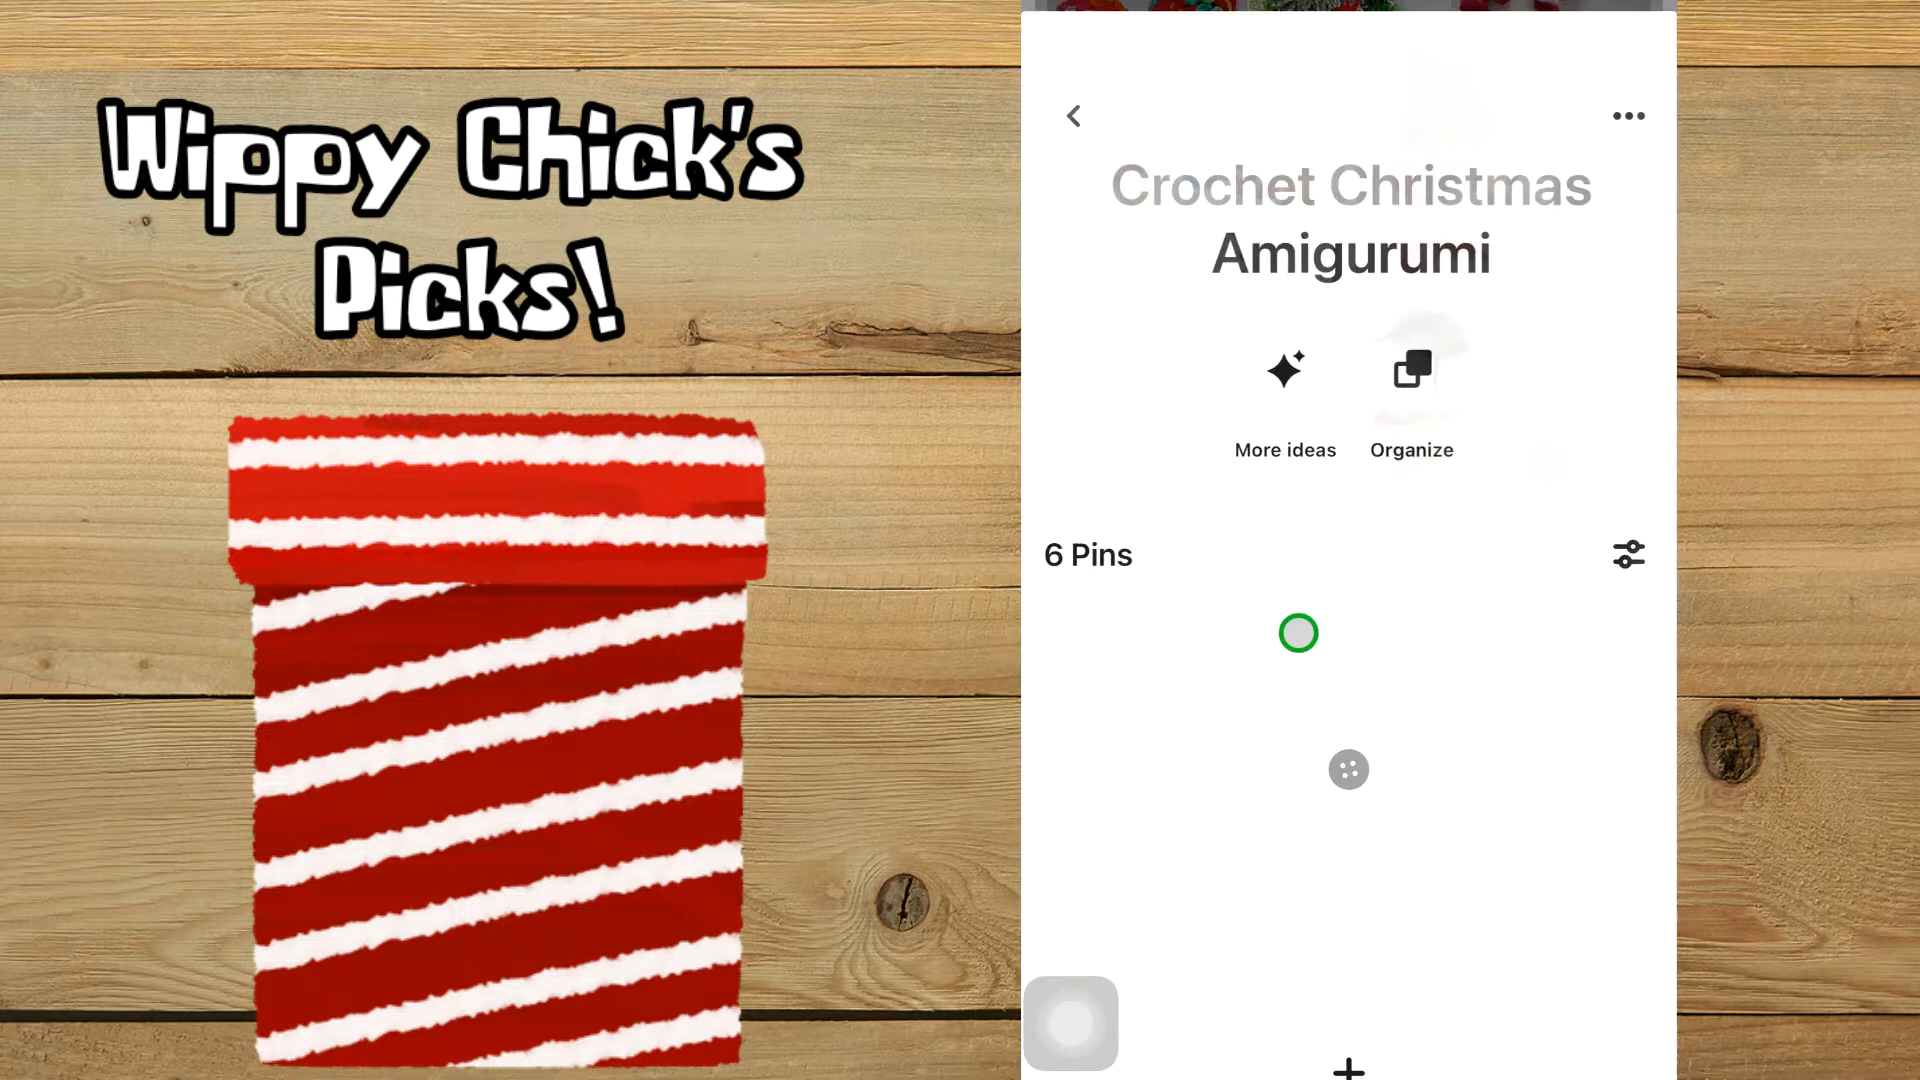 Wippy Chick's
Picks!
Crochet Christmas
Amigurumi
More ideas
Organize
6 Pins